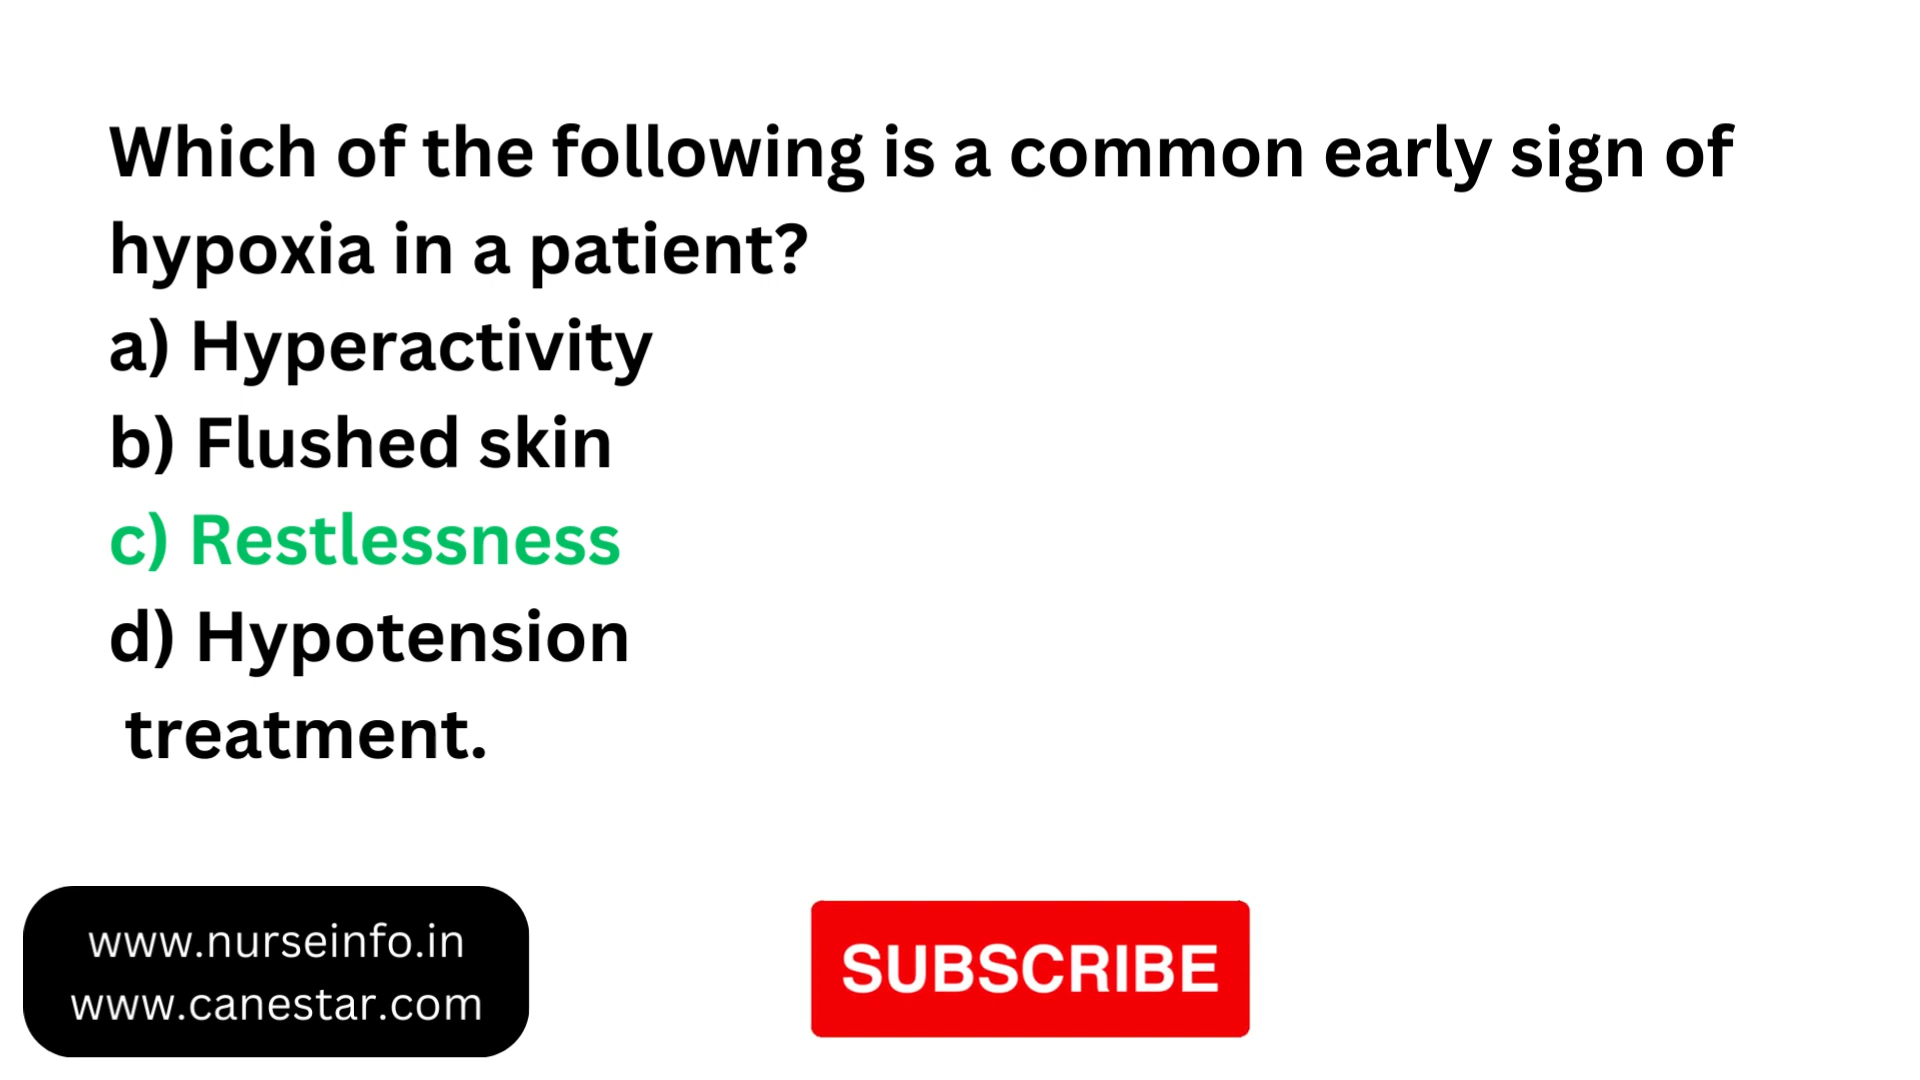 Which of the following is a common early sign of
hypoxia in a patient?
a) Hyperactivity
b) Flushed skin
c) Restlessness
d) Hypotension
treatment.
www.nurseinfo.in
www.canestar.com
SUBSCRIBE